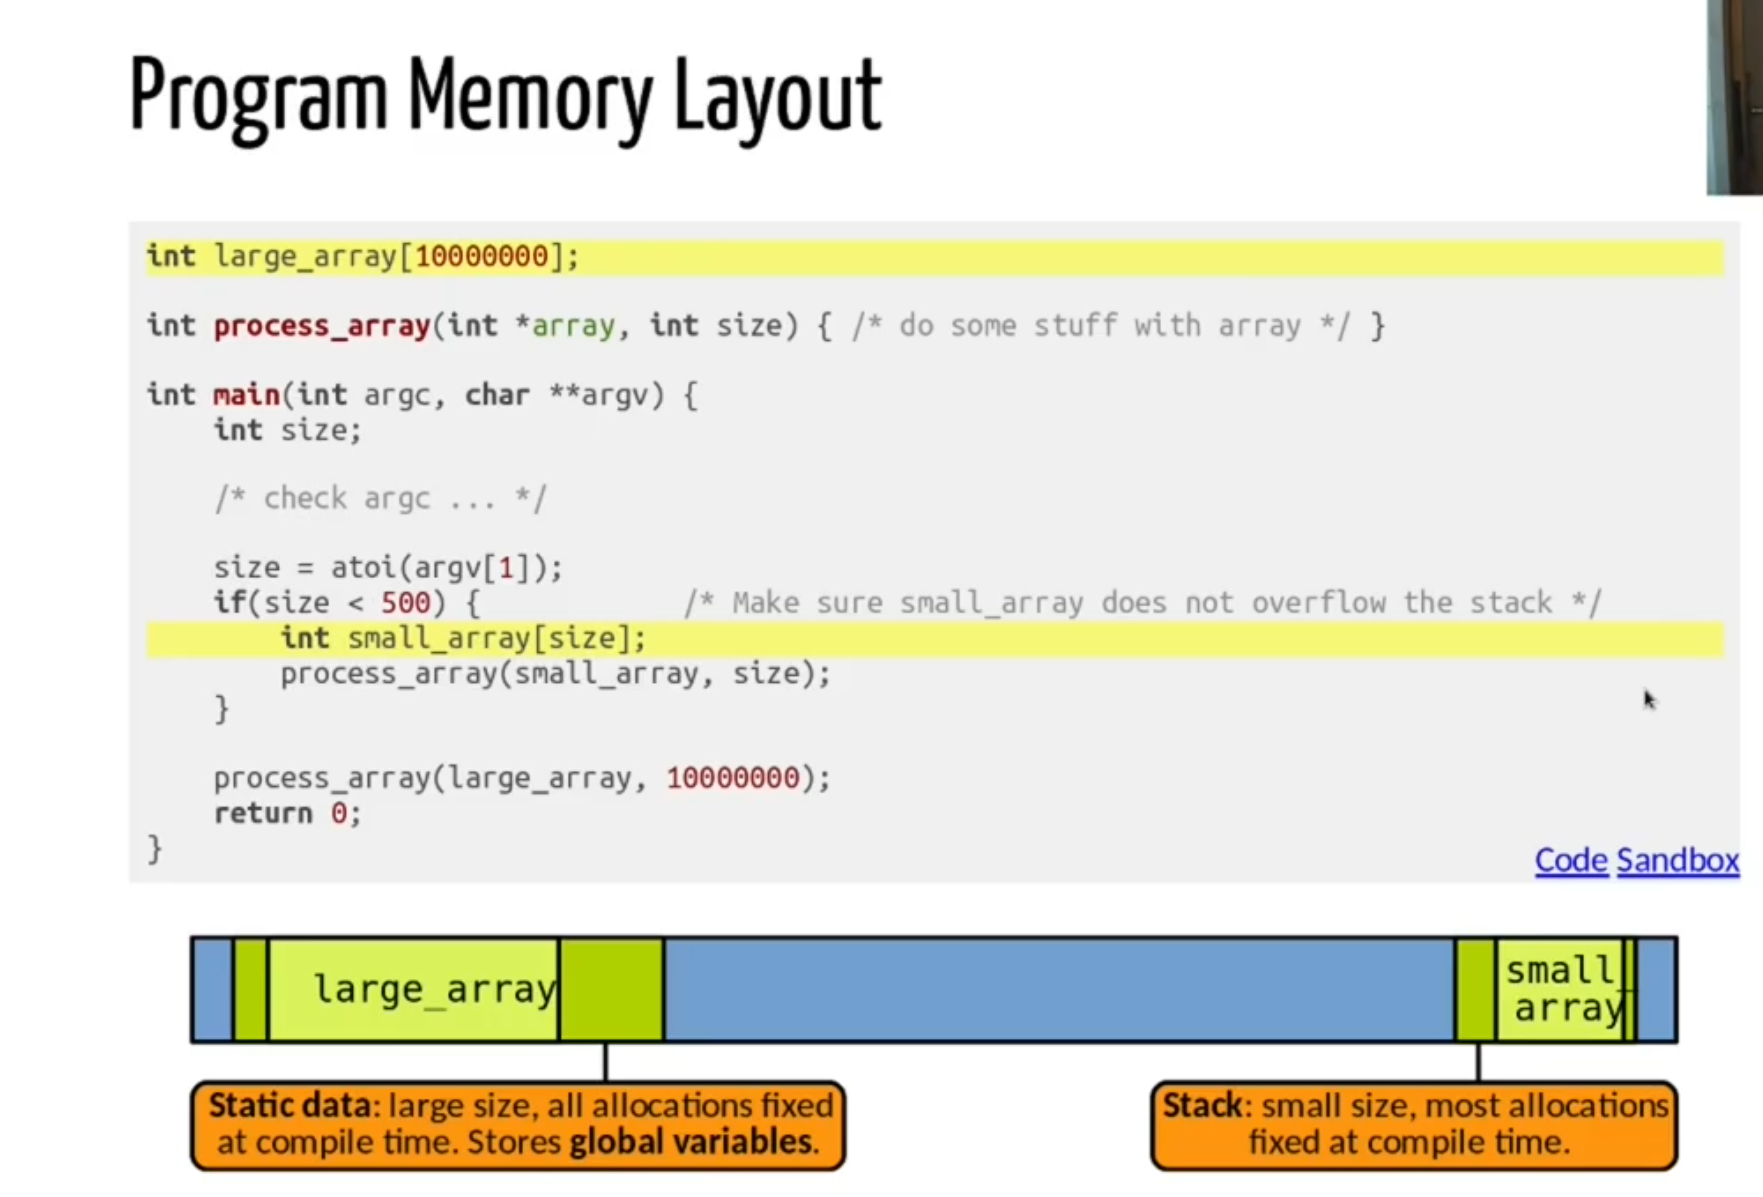 Program Memory Layout
int large_array[10000000];
int process_array(int *array, int size) { /* do some stuff with array */ }
int main(int argc, char **argv) {
    int size;
    /* check argc ... */
    size = atoi(argv[1]);
    if(size < 500) {            /* Make sure small_array does not overflow the stack */
        int small_array[size];
        process_array(small_array, size);
    }
    process_array(large_array, 10000000);
    return 0;
}
Code Sandbox
large_array
small_
array
Static data: large size, all allocations fixed
at compile time. Stores global variables.
Stack: small size, most allocations
fixed at compile time.